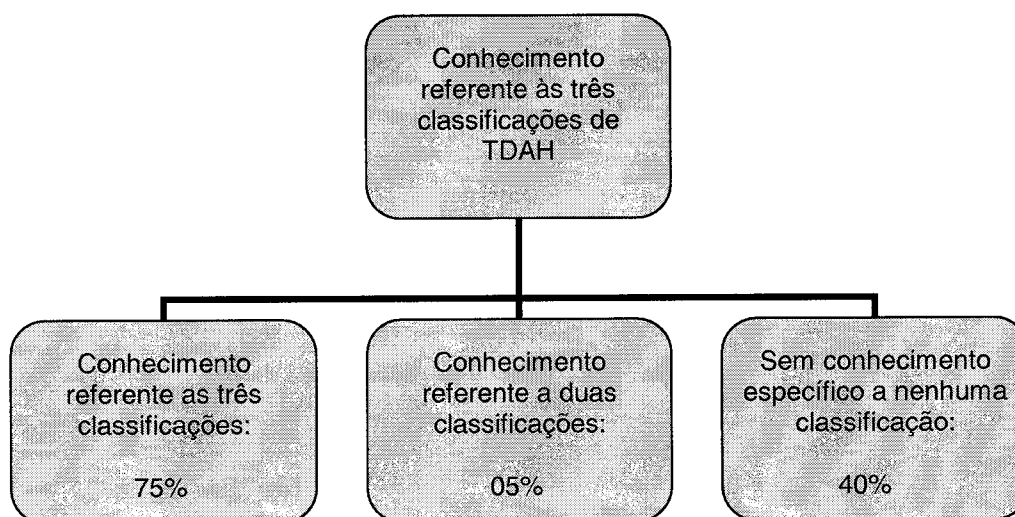 Conhecimento
referente às três
classificações de
TDAH
Conhecimento
referente as três
classificações:
75%
Conhecimento
referente a duas
classificações:
05%
Sem conhecimento
específico a nenhuma
classificação:
40%